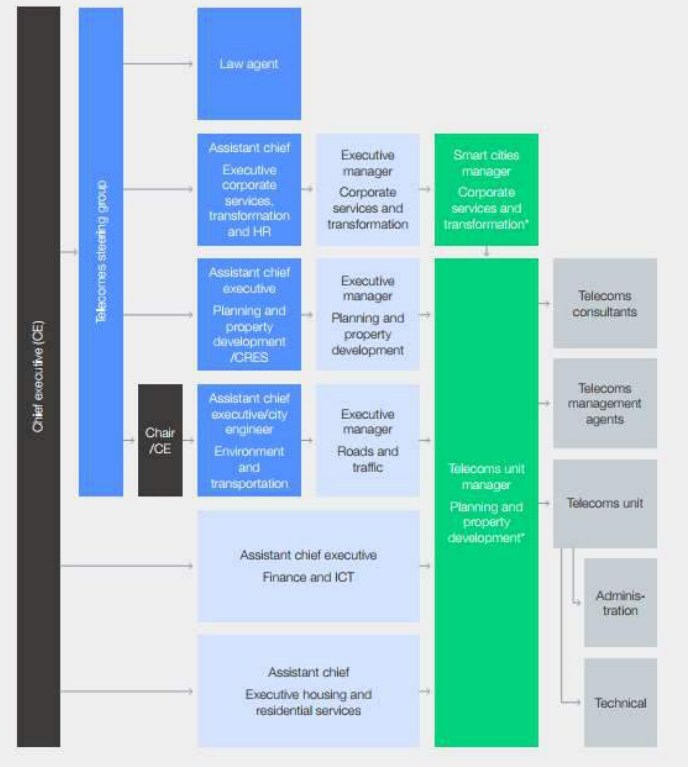 Chief executive (CE)
Telecomes steering group
Law agent
Assistant chief
Executive
corporate
services,
transformation
and HR
Executive
manager
Corporate
services and
transformation
Smart cities
manager
Corporate
services and
transformation*
Assistant chief
executive
Planning and
property
development
/CRES
Executive
manager
Planning and
property
development
Chair
/CE
Assistant chief
executive/city
engineer
Environment
and
transportation
Executive
manager
Roads and
traffic
Assistant chief executive
Finance and ICT
Assistant chief
Executive housing and
residential services
Telecoms unit
manager
Planning and
property
development*
Telecoms
consultants
Telecoms
management
agents
Telecoms unit
Adminis-
tration
Technical